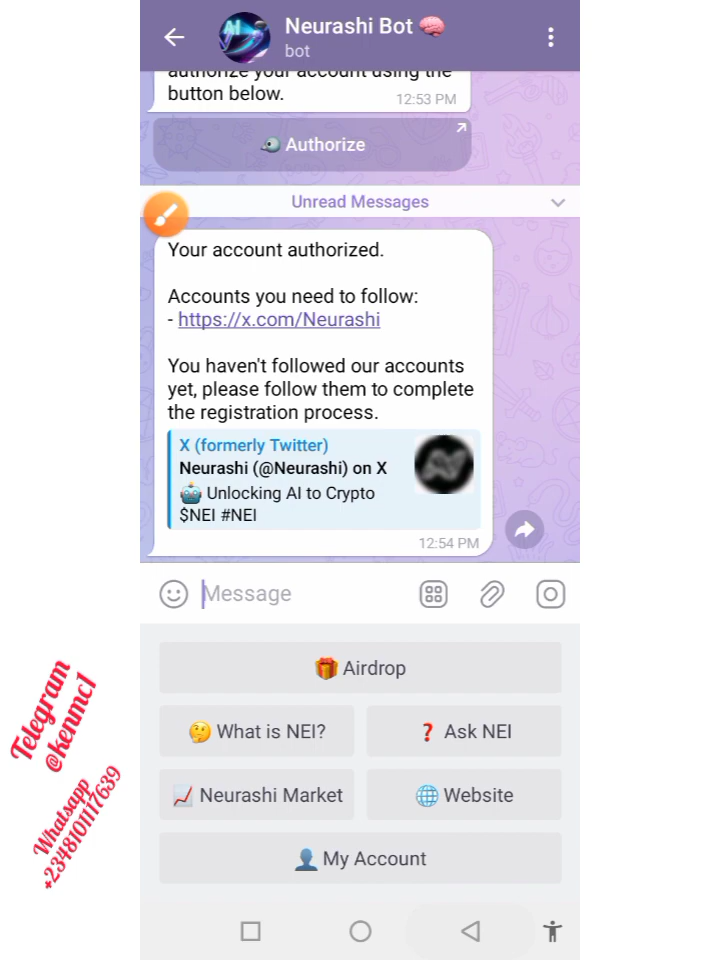 Neurashi Bot 🧠
bot
authorize your account using the
button below.
12:53 PM
Authorize
Unread Messages
Your account authorized.
Accounts you need to follow:
- https://x.com/Neurashi
You haven't followed our accounts
yet, please follow them to complete
the registration process.
X (formerly Twitter)
Neurashi (@Neurashi) on X
🤖 Unlocking AI to Crypto
$NEI #NEI
12:54 PM
Message
🎁 Airdrop
🤔 What is NEI?
❓ Ask NEI
📈 Neurashi Market
🌐 Website
👤 My Account
Telegram
@kenmc1
Whatsapp
+2348101117639